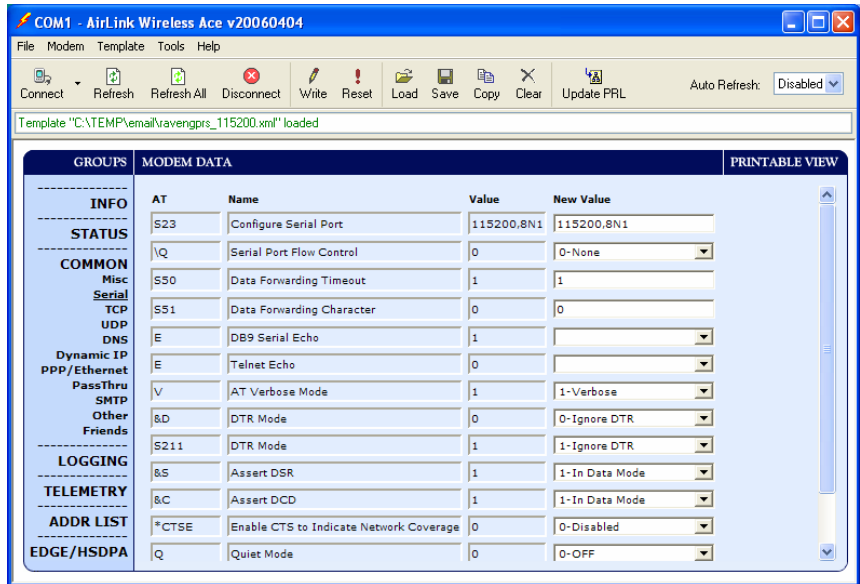 COM1 - AirLink Wireless Ace v20060404
File Modem Template Tools Help
Connect Refresh Refresh All Disconnect Write Reset Load Save Copy Clear Update PRL Auto Refresh: Disabled
Template "C:\TEMP\email\ravengprs_115200.xml" loaded
GROUPS MODEM DATA PRINTABLE VIEW
INFO
STATUS
COMMON
Misc
Serial
TCP
UDP
DNS
Dynamic IP
PPP/Ethernet
PassThru
SMTP
Other
Friends
LOGGING
TELEMETRY
ADDR LIST
EDGE/HSDPA
AT Name Value New Value
S23 Configure Serial Port 115200,8N1 115200,8N1
\Q Serial Port Flow Control 0 0-None
S50 Data Forwarding Timeout 1 1
S51 Data Forwarding Character 0 0
E DB9 Serial Echo 1
E Telnet Echo 0
V AT Verbose Mode 1 1-Verbose
&D DTR Mode 0 0-Ignore DTR
S211 DTR Mode 1 1-Ignore DTR
&S Assert DSR 1 1-In Data Mode
&C Assert DCD 1 1-In Data Mode
*CTSE Enable CTS to Indicate Network Coverage 0 0-Disabled
Q Quiet Mode 0 0-OFF